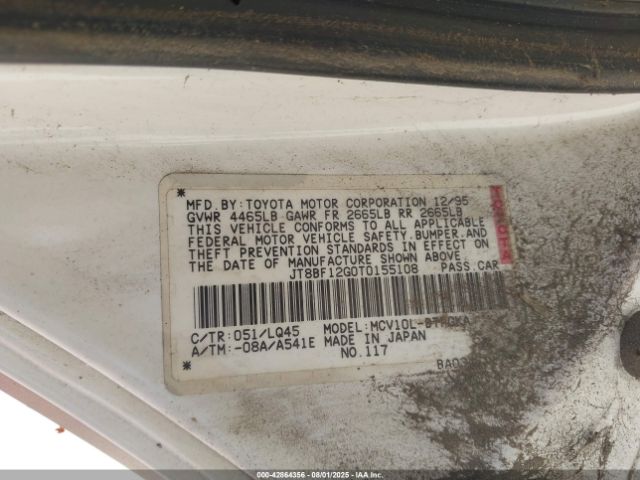 MFD. BY: TOYOTA MOTOR CORPORATION 12/95
GVWR 4465LB GAWR FR 2665LB RR 2665LB
THIS VEHICLE CONFORMS TO ALL APPLICABLE
FEDERAL MOTOR VEHICLE SAFETY, BUMPER, AND
THEFT PREVENTION STANDARDS IN EFFECT ON
THE DATE OF MANUFACTURE SHOWN ABOVE.
JT8BF12G0T0155108 PASS. CAR
C/TR: 051/LQ45 MODEL: MCV10L-
A/TM: -08A/A541E MADE IN JAPAN
NO. 117
TOYOTA
000-42864356 - 08/01/2025 - IAAI.com